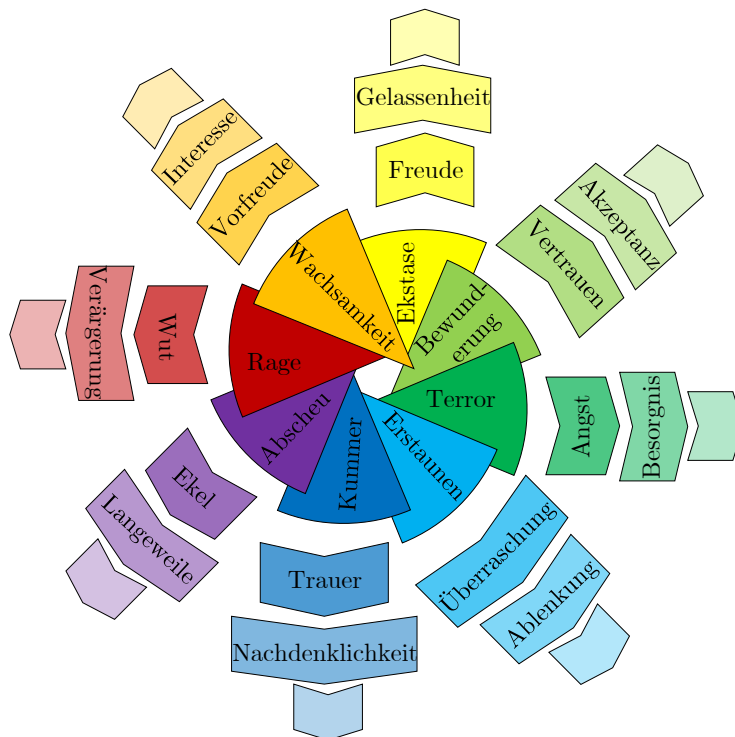 Gelassenheit
Freude
Ekstase
Akzeptanz
Vertrauen
Bewund-
erung
Besorgnis
Angst
Terror
Ablenkung
Überraschung
Erstaunen
Nachdenklichkeit
Trauer
Kummer
Langeweile
Ekel
Abscheu
Verärgerung
Wut
Rage
Interesse
Vorfreude
Wachsamkeit